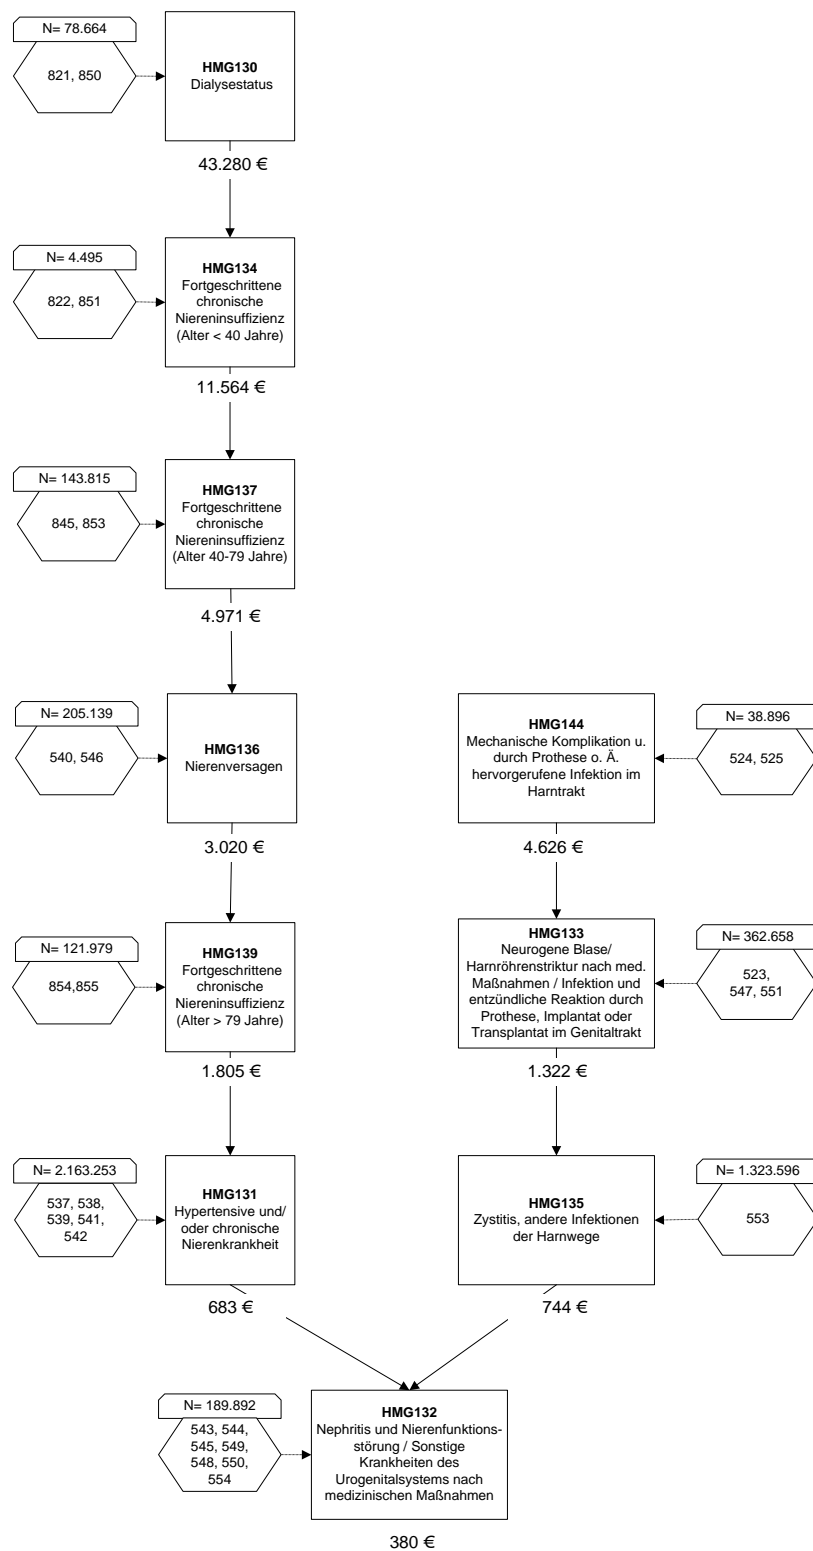 N= 78.664
821, 850
HMG130
Dialysestatus
43.280 €
N= 4.495
822, 851
HMG134
Fortgeschrittene
chronische
Niereninsuffizienz
(Alter < 40 Jahre)
11.564 €
N= 143.815
845, 853
HMG137
Fortgeschrittene
chronische
Niereninsuffizienz
(Alter 40-79 Jahre)
4.971 €
N= 205.139
540, 546
HMG136
Nierenversagen
3.020 €
N= 121.979
854,855
HMG139
Fortgeschrittene
chronische
Niereninsuffizienz
(Alter > 79 Jahre)
1.805 €
N= 2.163.253
537, 538,
539, 541,
542
HMG131
Hypertensive und/
oder chronische
Nierenkrankheit
683 €
HMG144
Mechanische Komplikation u.
durch Prothese o. Ä.
hervorgerufene Infektion im
Harntrakt
N= 38.896
524, 525
4.626 €
HMG133
Neurogene Blase/
Harnröhrenstriktur nach med.
Maßnahmen / Infektion und
entzündliche Reaktion durch
Prothese, Implantat oder
Transplantat im Genitaltrakt
N= 362.658
523,
547, 551
1.322 €
HMG135
Zystitis, andere Infektionen
der Harnwege
N= 1.323.596
553
744 €
N= 189.892
543, 544,
545, 549,
548, 550,
554
HMG132
Nephritis und Nierenfunktions-
störung / Sonstige
Krankheiten des
Urogenitalsystems nach
medizinischen Maßnahmen
380 €